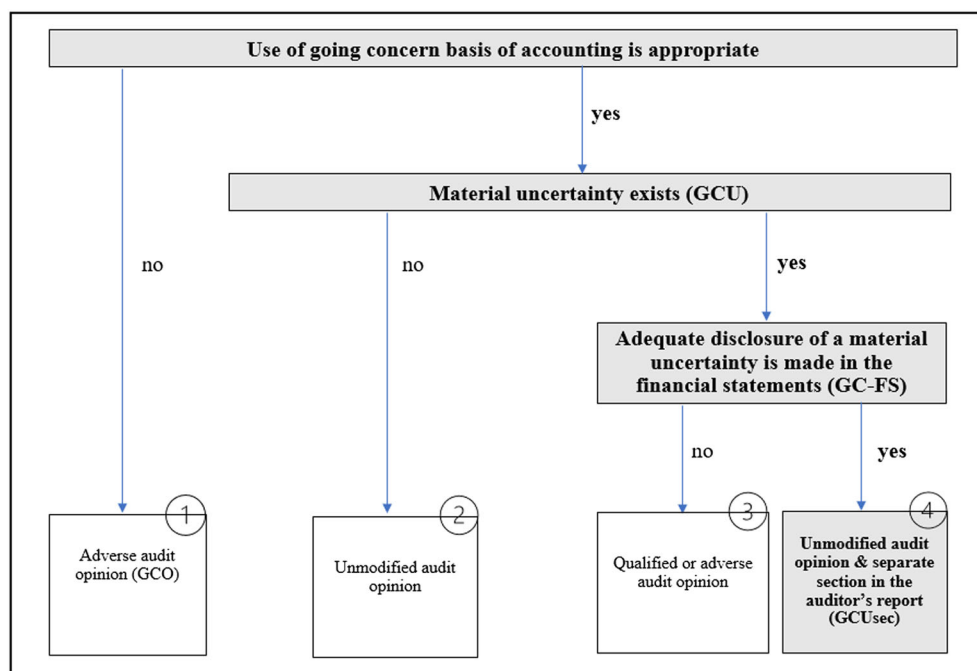 Use of going concern basis of accounting is appropriate
yes
Material uncertainty exists (GCU)
no
no
yes
Adequate disclosure of a material
uncertainty is made in the
financial statements (GC-FS)
no
yes
1
Adverse audit
opinion (GCO)
2
Unmodified audit
opinion
3
Qualified or adverse
audit opinion
4
Unmodified audit
opinion & separate
section in the
auditor's report
(GCUsec)